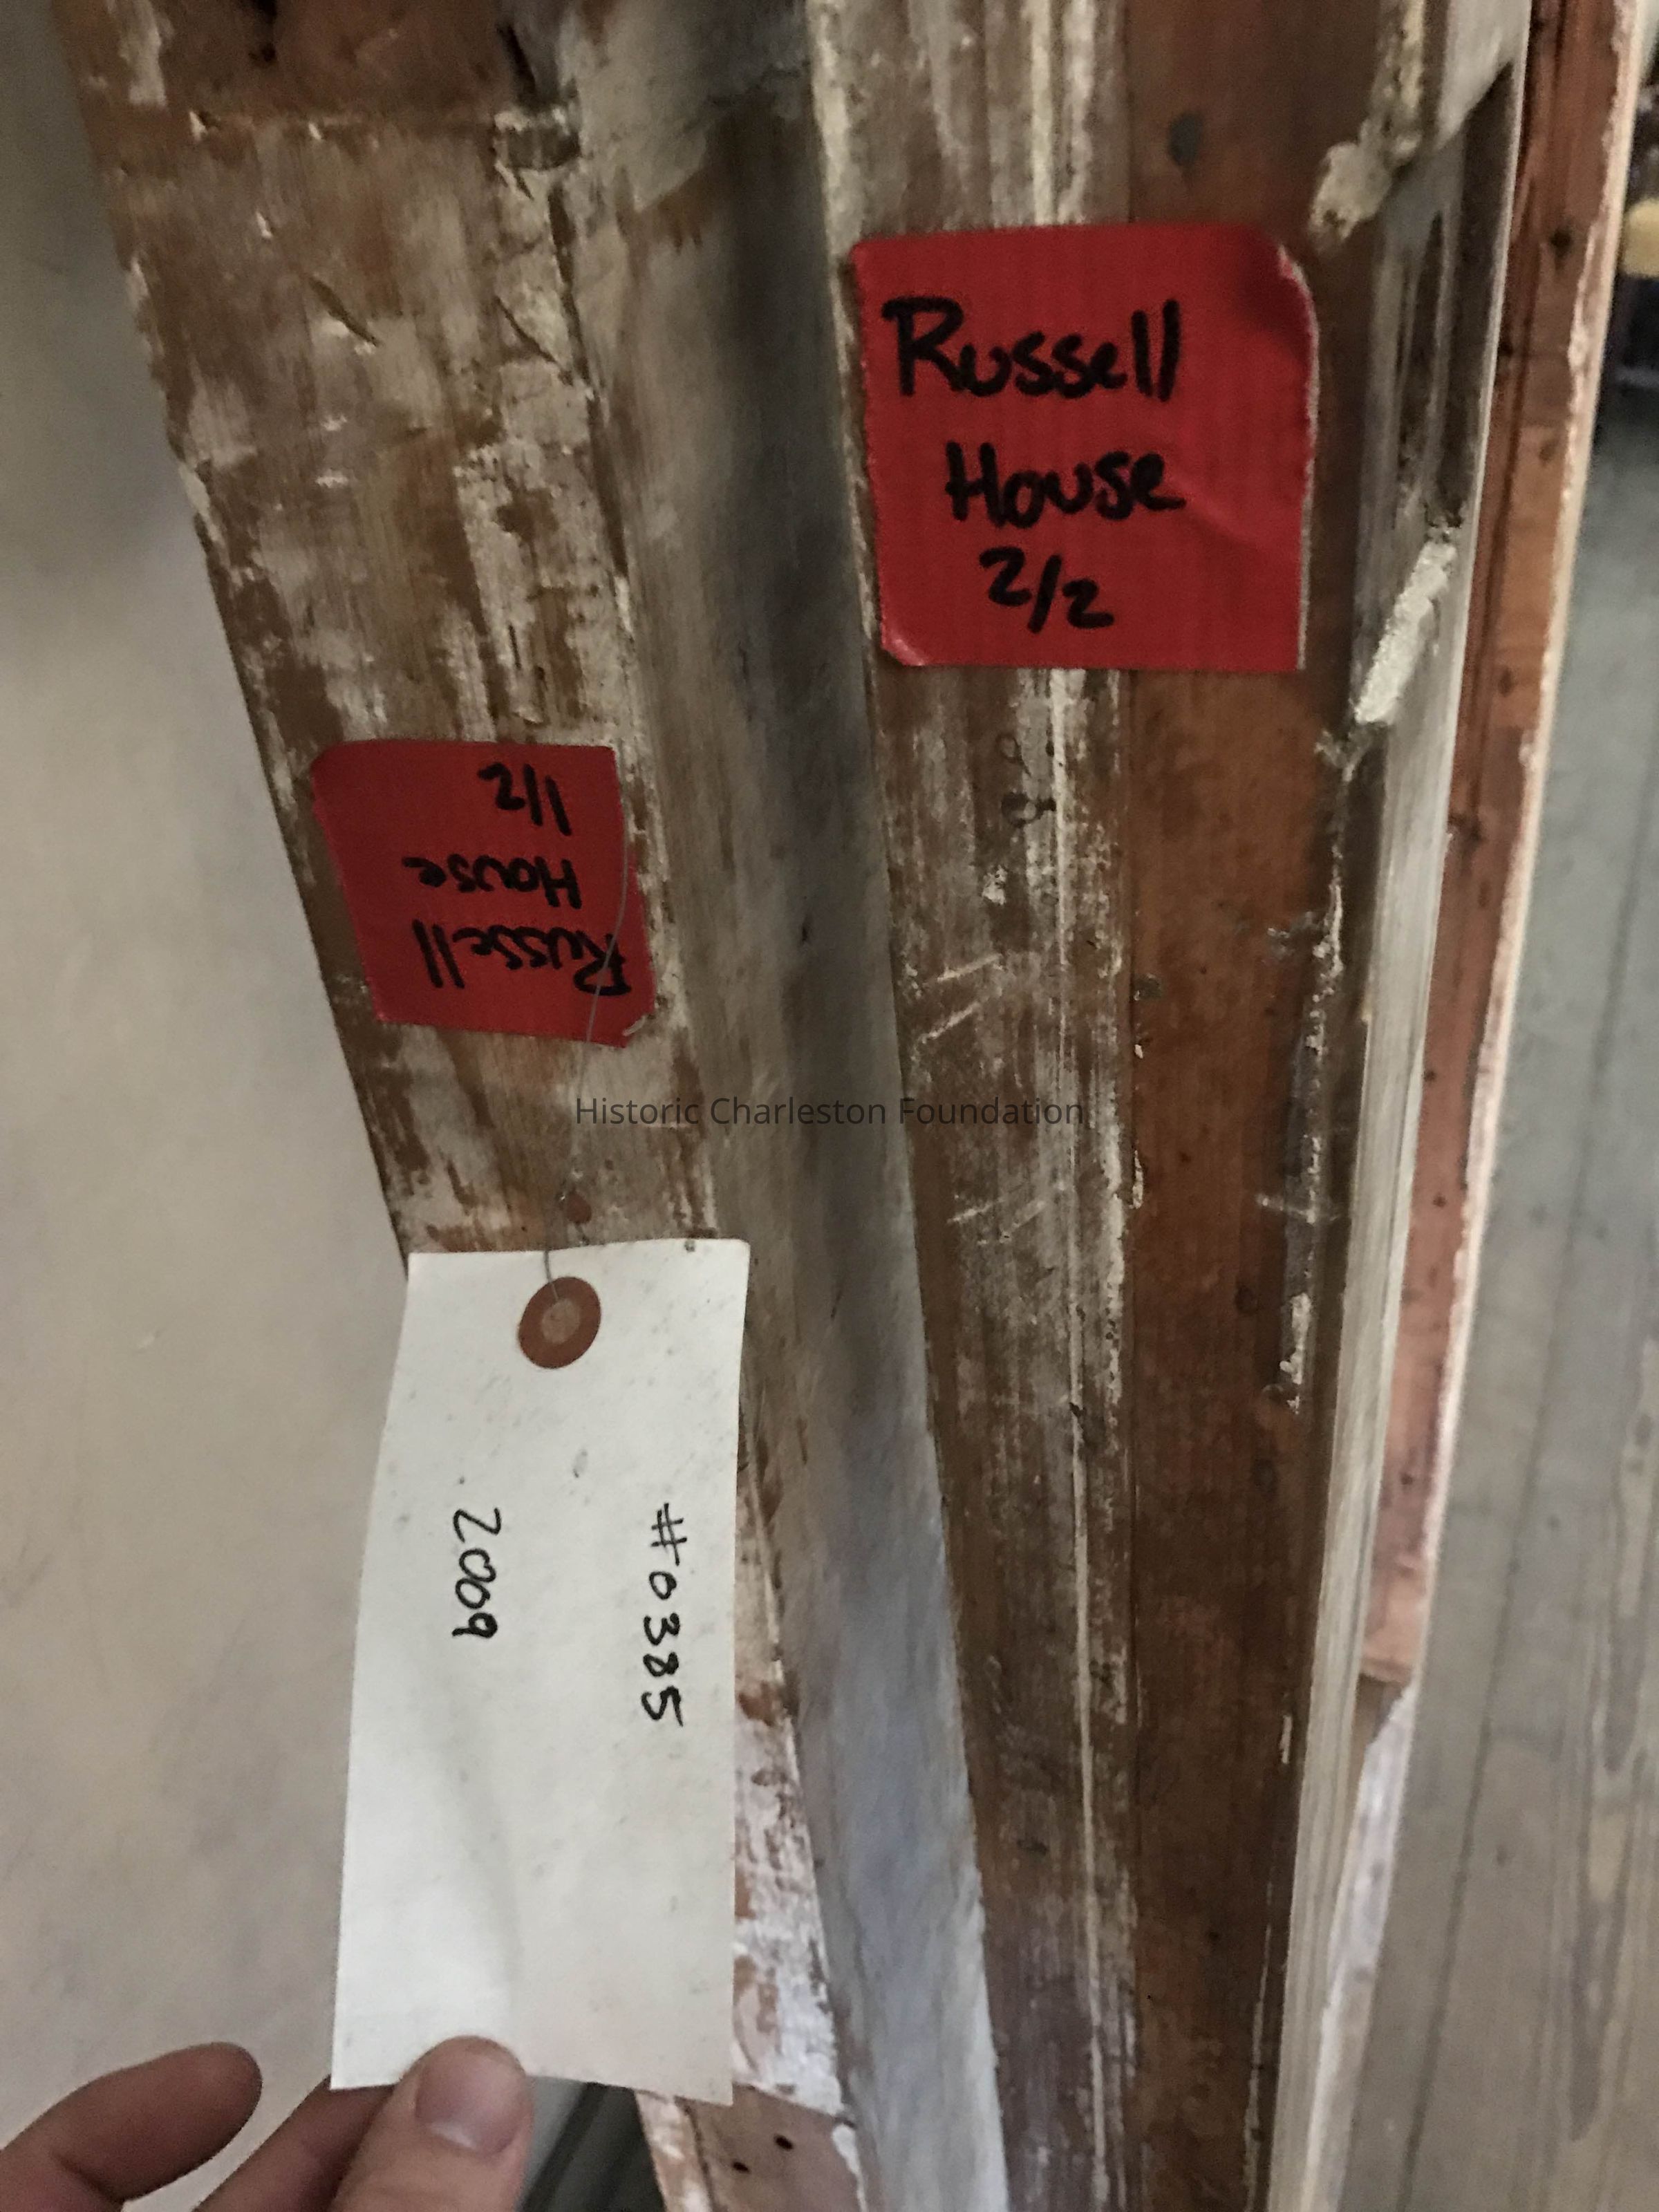 Russell
House
2/2
Russell
House
1/2
Historic Charleston Foundation
#0385
2009